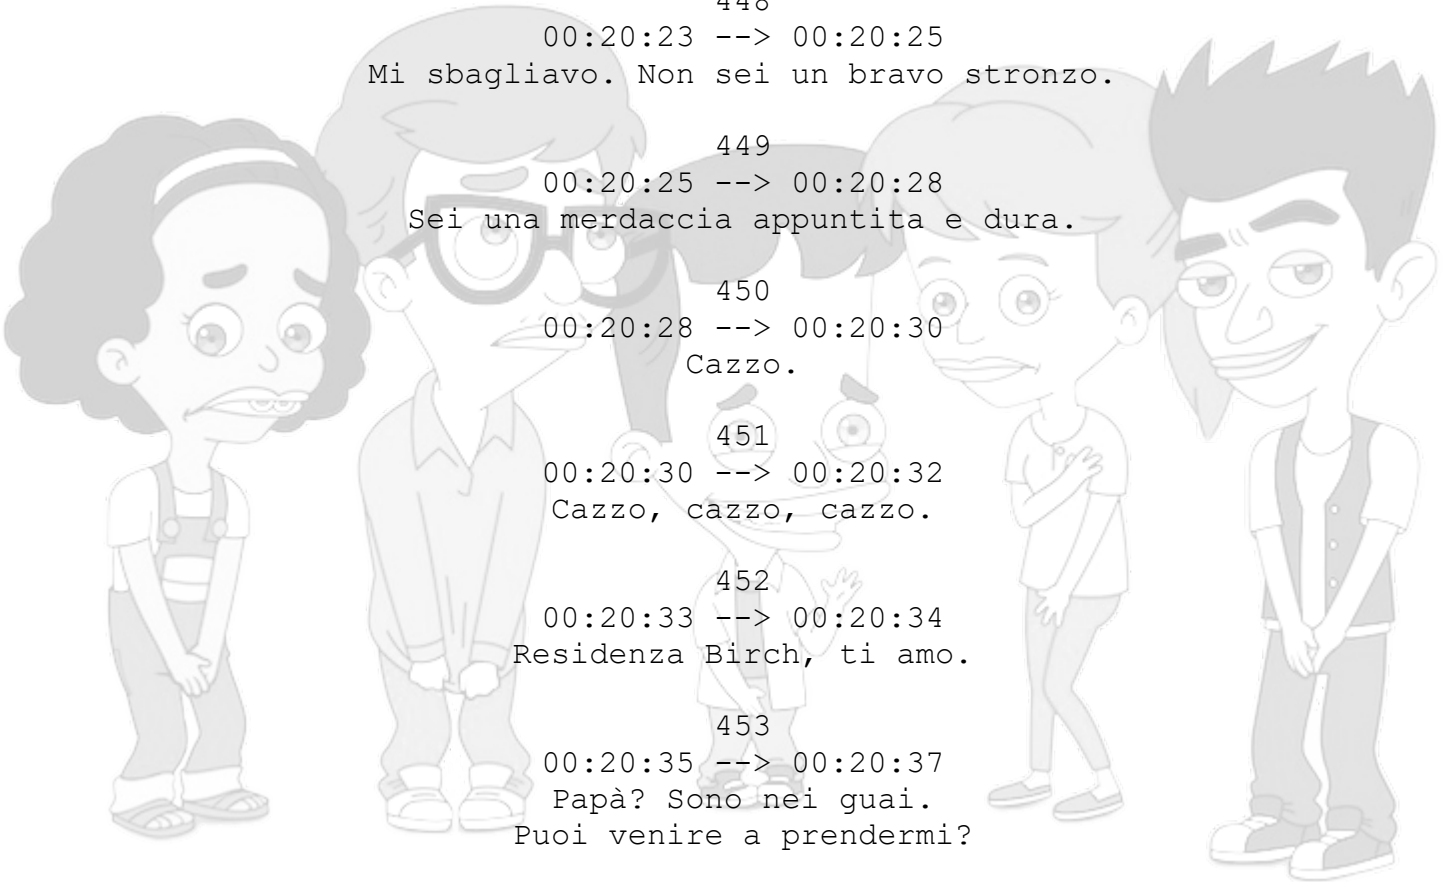 448
00:20:23 --> 00:20:25
Mi sbagliavo. Non sei un bravo stronzo.
449
00:20:25 --> 00:20:28
Sei una merdaccia appuntita e dura.
450
00:20:28 --> 00:20:30
Cazzo.
451
00:20:30 --> 00:20:32
Cazzo, cazzo, cazzo.
452
00:20:33 --> 00:20:34
Residenza Birch, ti amo.
453
00:20:35 --> 00:20:37
Papà? Sono nei guai.
Puoi venire a prendermi?